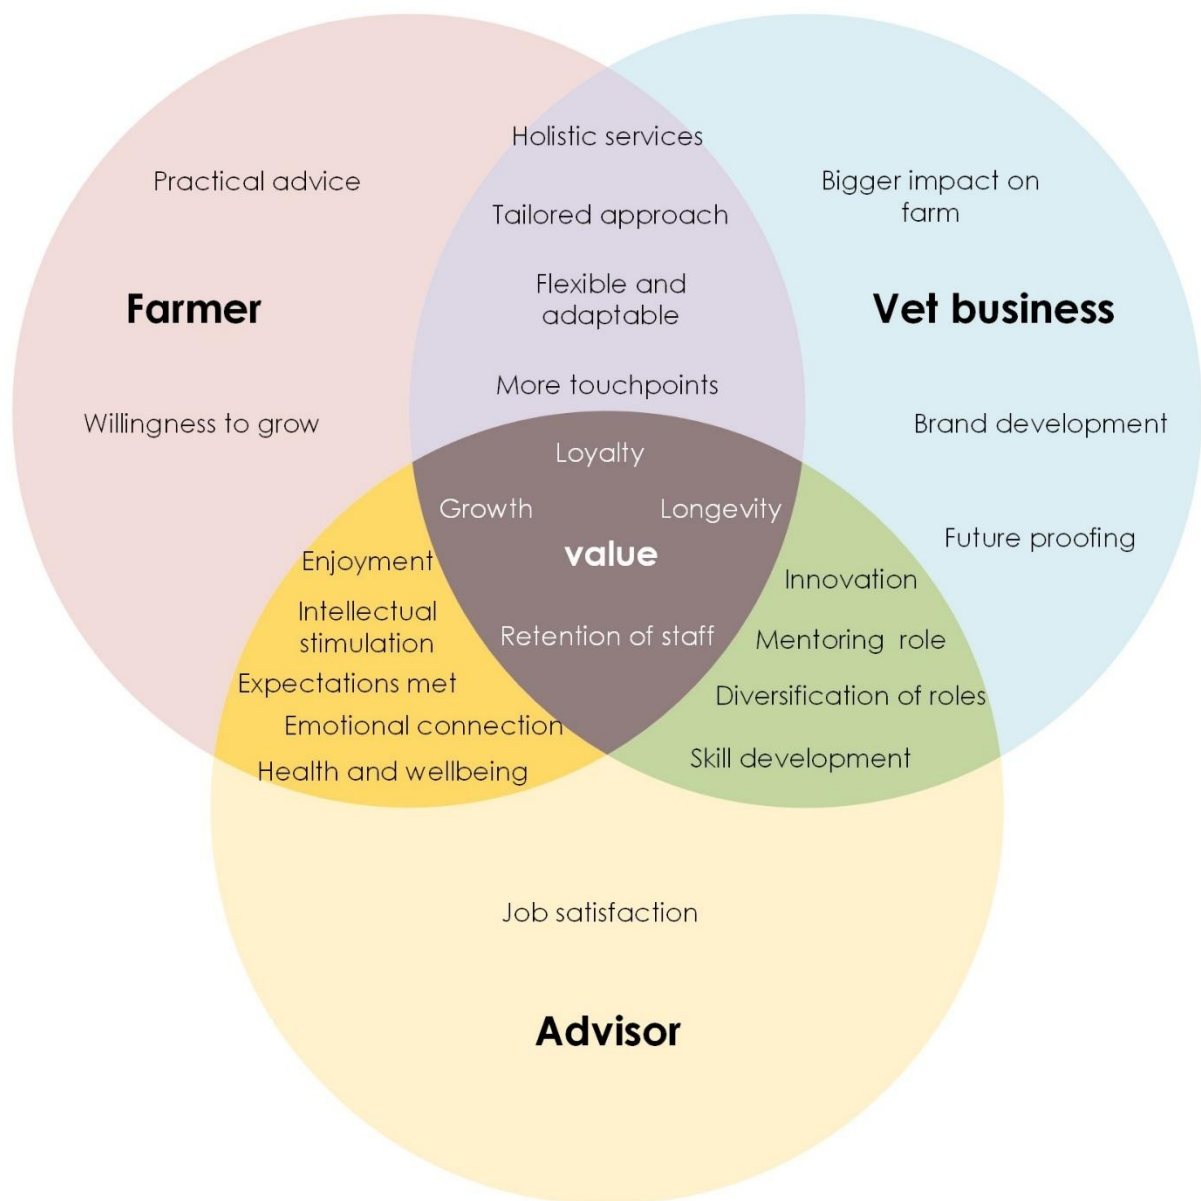 Holistic services
Practical advice
Bigger impact on
farm
Tailored approach
Flexible and
adaptable
Farmer
Vet business
More touchpoints
Willingness to grow
Brand development
Loyalty
Growth
Longevity
value
Future proofing
Enjoyment
Innovation
Intellectual
stimulation
Retention of staff
Mentoring role
Expectations met
Diversification of roles
Emotional connection
Skill development
Health and wellbeing
Job satisfaction
Advisor